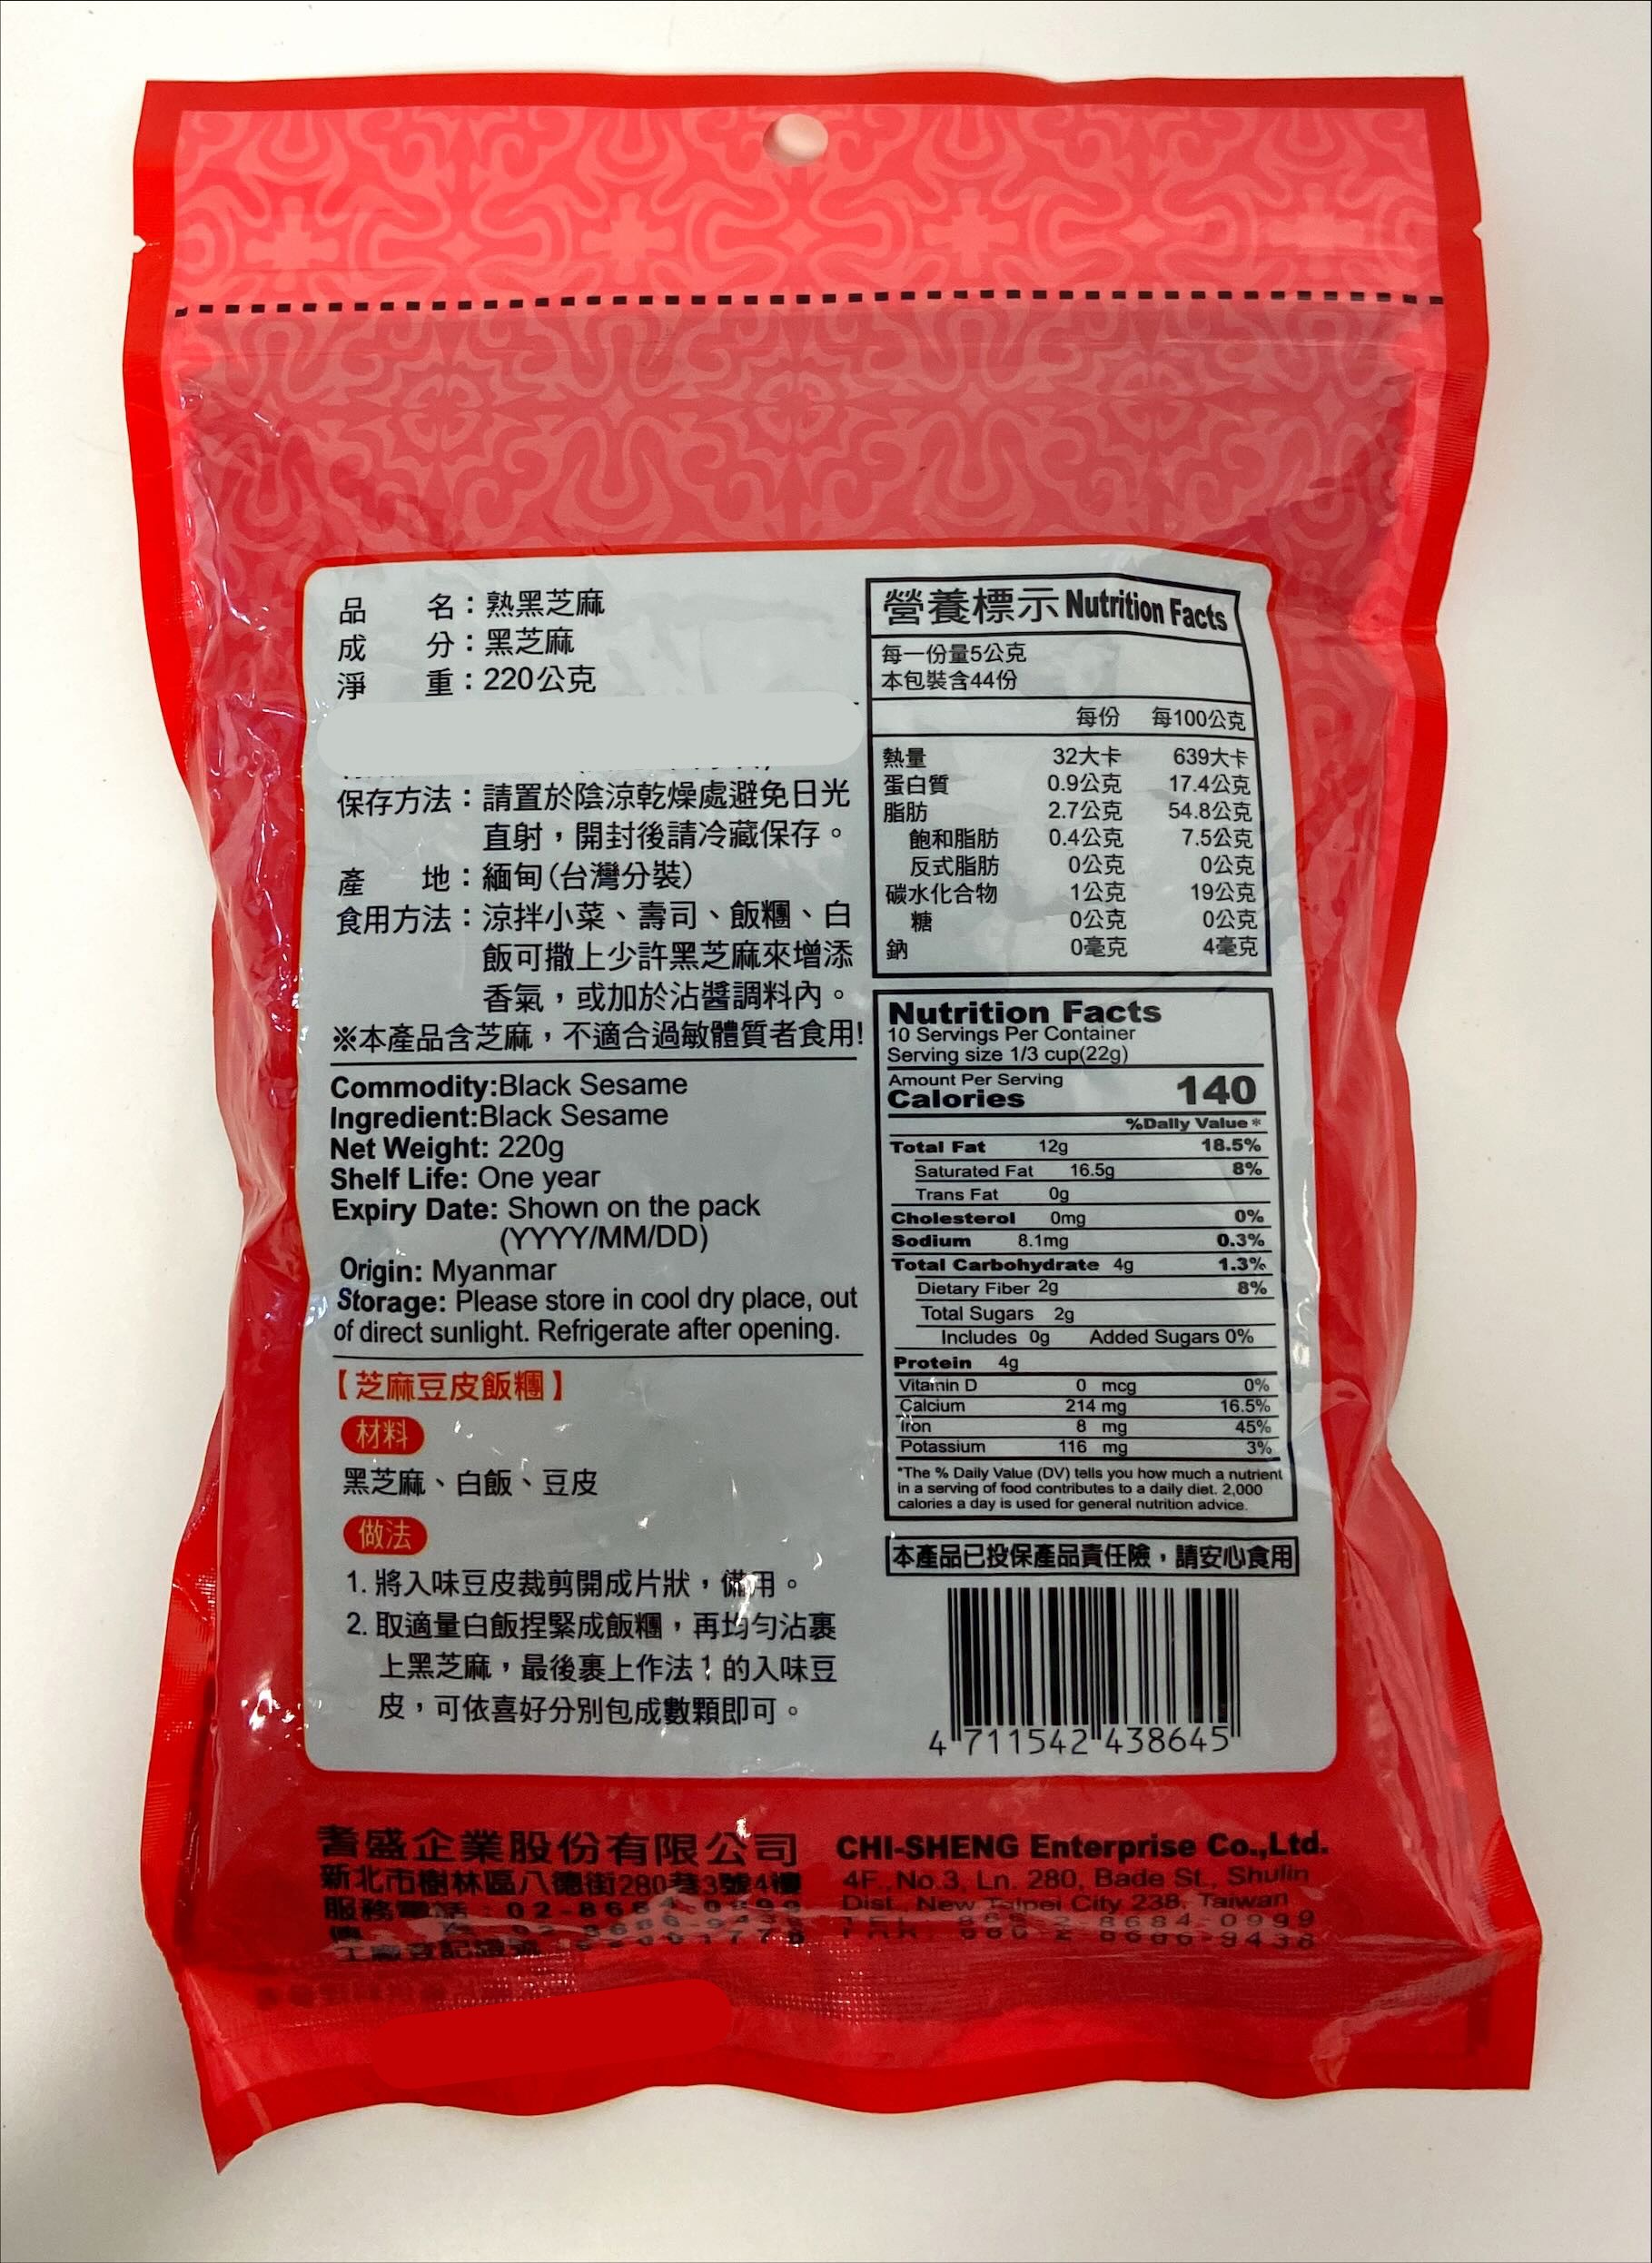 品 名：熟黑芝麻
成 分：黑芝麻
淨 重：220公克
保存方法：請置於陰涼乾燥處避免日光
直射，開封後請冷藏保存。
產 地：緬甸(台灣分裝)
食用方法：涼拌小菜、壽司、飯糰、白
飯可撒上少許黑芝麻來增添
香氣，或加於沾醬調料內。
※本產品含芝麻，不適合過敏體質者食用!
Commodity:Black Sesame
Ingredient:Black Sesame
Net Weight: 220g
Shelf Life: One year
Expiry Date: Shown on the pack
(YYYY/MM/DD)
Origin: Myanmar
Storage: Please store in cool dry place, out
of direct sunlight. Refrigerate after opening.
【芝麻豆皮飯糰】
材料
黑芝麻、白飯、豆皮
做法
1. 將入味豆皮裁剪開成片狀，備用。
2. 取適量白飯捏緊成飯糰，再均勻沾裹
上黑芝麻，最後裹上作法1的入味豆
皮，可依喜好分別包成數顆即可。
營養標示 Nutrition Facts
每一份量5公克
本包裝含44份
每份 每100公克
熱量 32大卡 639大卡
蛋白質 0.9公克 17.4公克
脂肪 2.7公克 54.8公克
飽和脂肪 0.4公克 7.5公克
反式脂肪 0公克 0公克
碳水化合物 1公克 19公克
糖 0公克 0公克
鈉 0毫克 4毫克
Nutrition Facts
10 Servings Per Container
Serving size 1/3 cup(22g)
Amount Per Serving
Calories 140
%Daily Value *
Total Fat 12g 18.5%
Saturated Fat 16.5g 8%
Trans Fat 0g
Cholesterol 0mg 0%
Sodium 8.1mg 0.3%
Total Carbohydrate 4g 1.3%
Dietary Fiber 2g 8%
Total Sugars 2g
Includes 0g Added Sugars 0%
Protein 4g
Vitamin D 0 mcg 0%
Calcium 214 mg 16.5%
Iron 8 mg 45%
Potassium 116 mg 3%
*The % Daily Value (DV) tells you how much a nutrient
in a serving of food contributes to a daily diet. 2,000
calories a day is used for general nutrition advice.
本產品已投保產品責任險，請安心食用
4 711542 438645
耆盛企業股份有限公司
新北市樹林區八德街280巷3號4樓
服務電話：02-8684-0999
CHI-SHENG Enterprise Co.,Ltd.
4F., No.3, Ln. 280, Bade St., Shulin
Dist., New Taipei City 238, Taiwan
8684-0999
9438